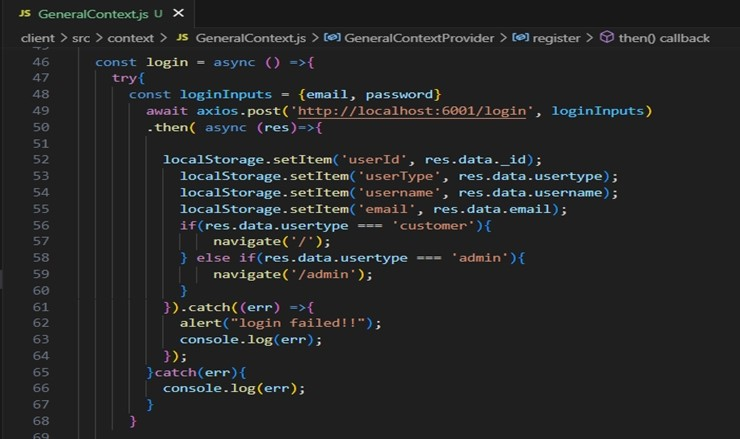 JS GeneralContext.js U X
client > src > context > JS GeneralContext.js > GeneralContextProvider > register > then() callback
45
46 const login = async () =>{
47 try{
48 const loginInputs = {email, password}
49 await axios.post('http://localhost:6001/login', loginInputs)
50 .then( async (res)=>{
51
52 localStorage.setItem('userId', res.data._id);
53 localStorage.setItem('userType', res.data.usertype);
54 localStorage.setItem('username', res.data.username);
55 localStorage.setItem('email', res.data.email);
56 if(res.data.usertype === 'customer'){
57 navigate('/');
58 } else if(res.data.usertype === 'admin'){
59 navigate('/admin');
60 }
61 }).catch((err) =>{
62 alert("login failed!!");
63 console.log(err);
64 });
65 }catch(err){
66 console.log(err);
67 }
68 }
69